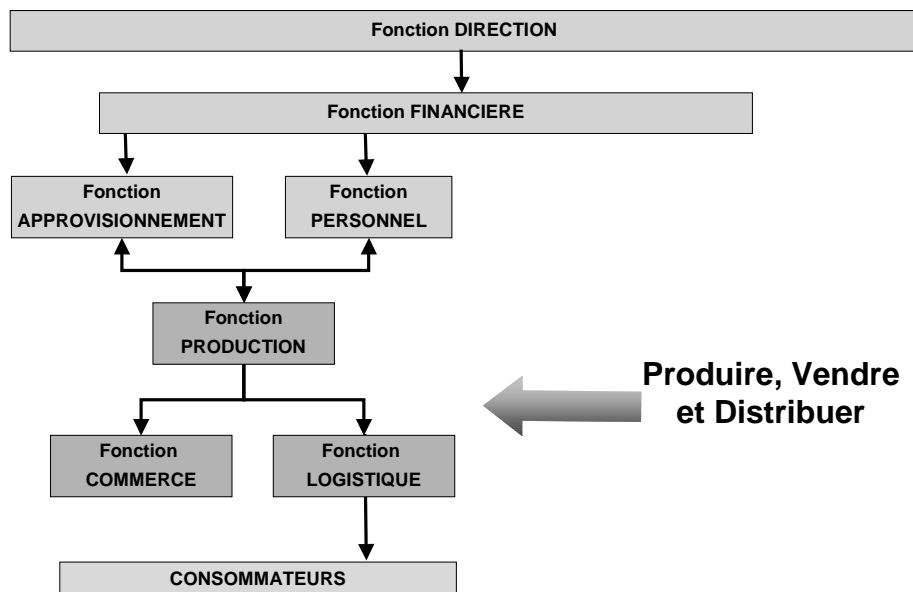 Fonction DIRECTION
Fonction FINANCIERE
Fonction
APPROVISIONNEMENT
Fonction
PERSONNEL
Fonction
PRODUCTION
Produire, Vendre
et Distribuer
Fonction
COMMERCE
Fonction
LOGISTIQUE
CONSOMMATEURS